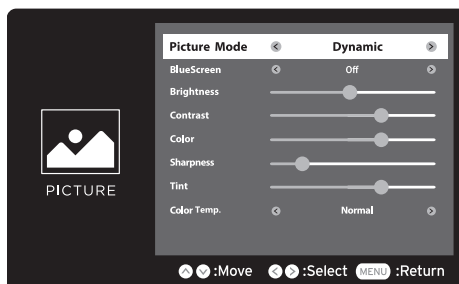 Picture Mode Dynamic
BlueScreen Off
Brightness
Contrast
Color
Sharpness
Tint
Color Temp. Normal
PICTURE
:Move :Select MENU :Return